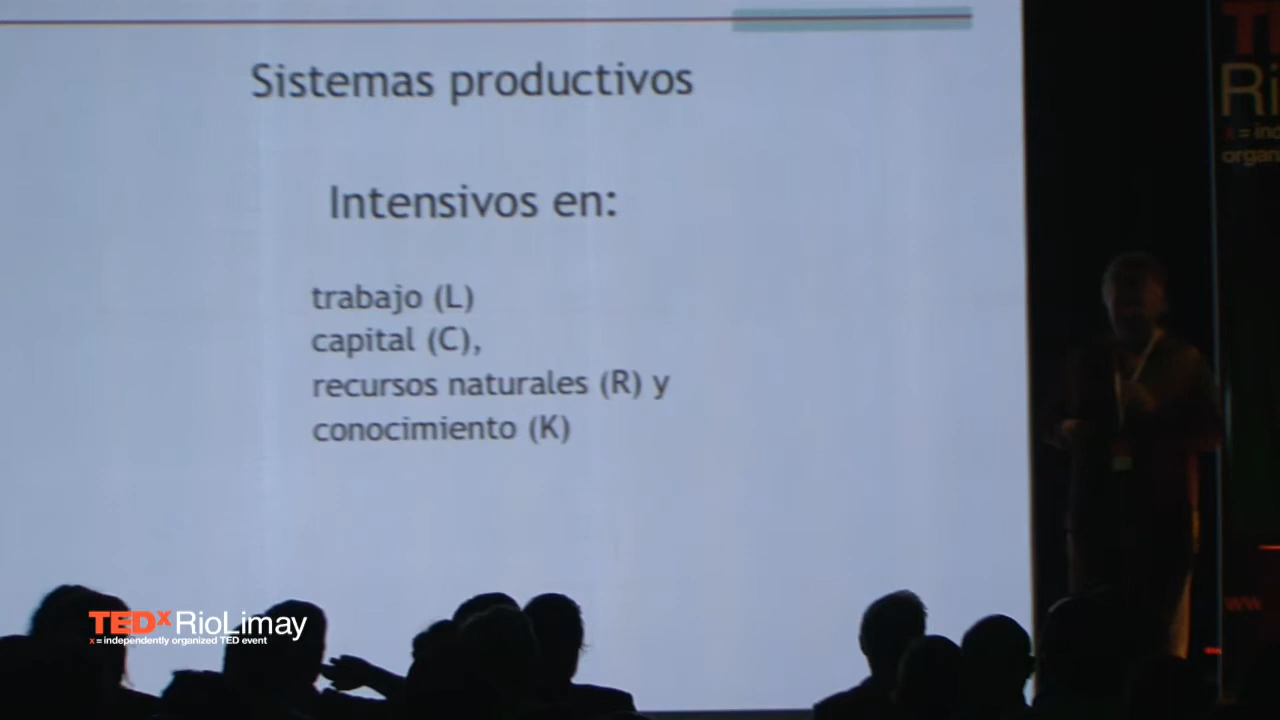 Sistemas productivos
Intensivos en:
trabajo (L)
capital (C),
recursos naturales (R) y
conocimiento (K)
TEDxRioLimay
x = independently organized TED event